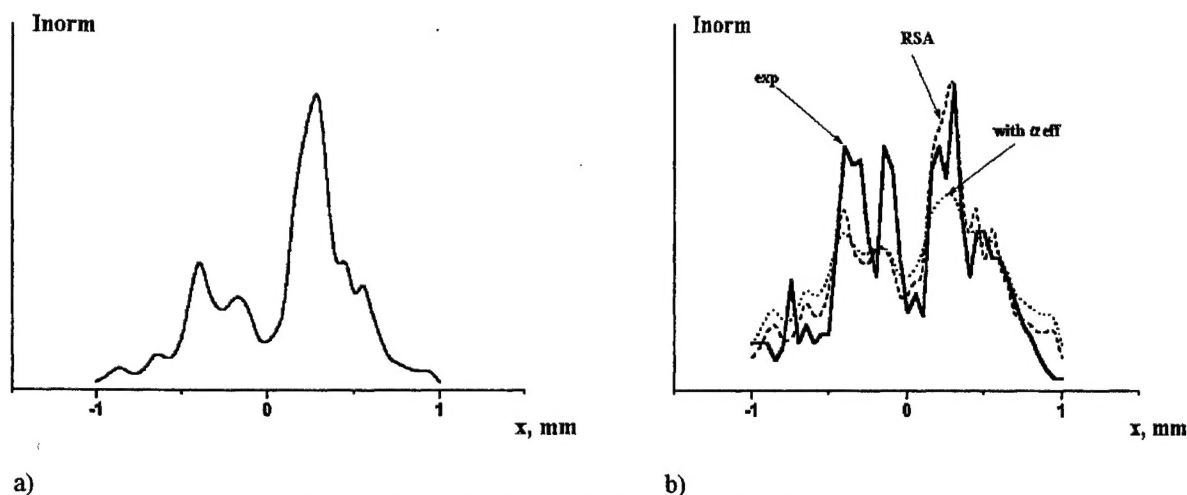 Inorm
-1
0
1
x, mm
a)
Inorm
RSA
exp
with α eff
-1
0
1
x, mm
b)